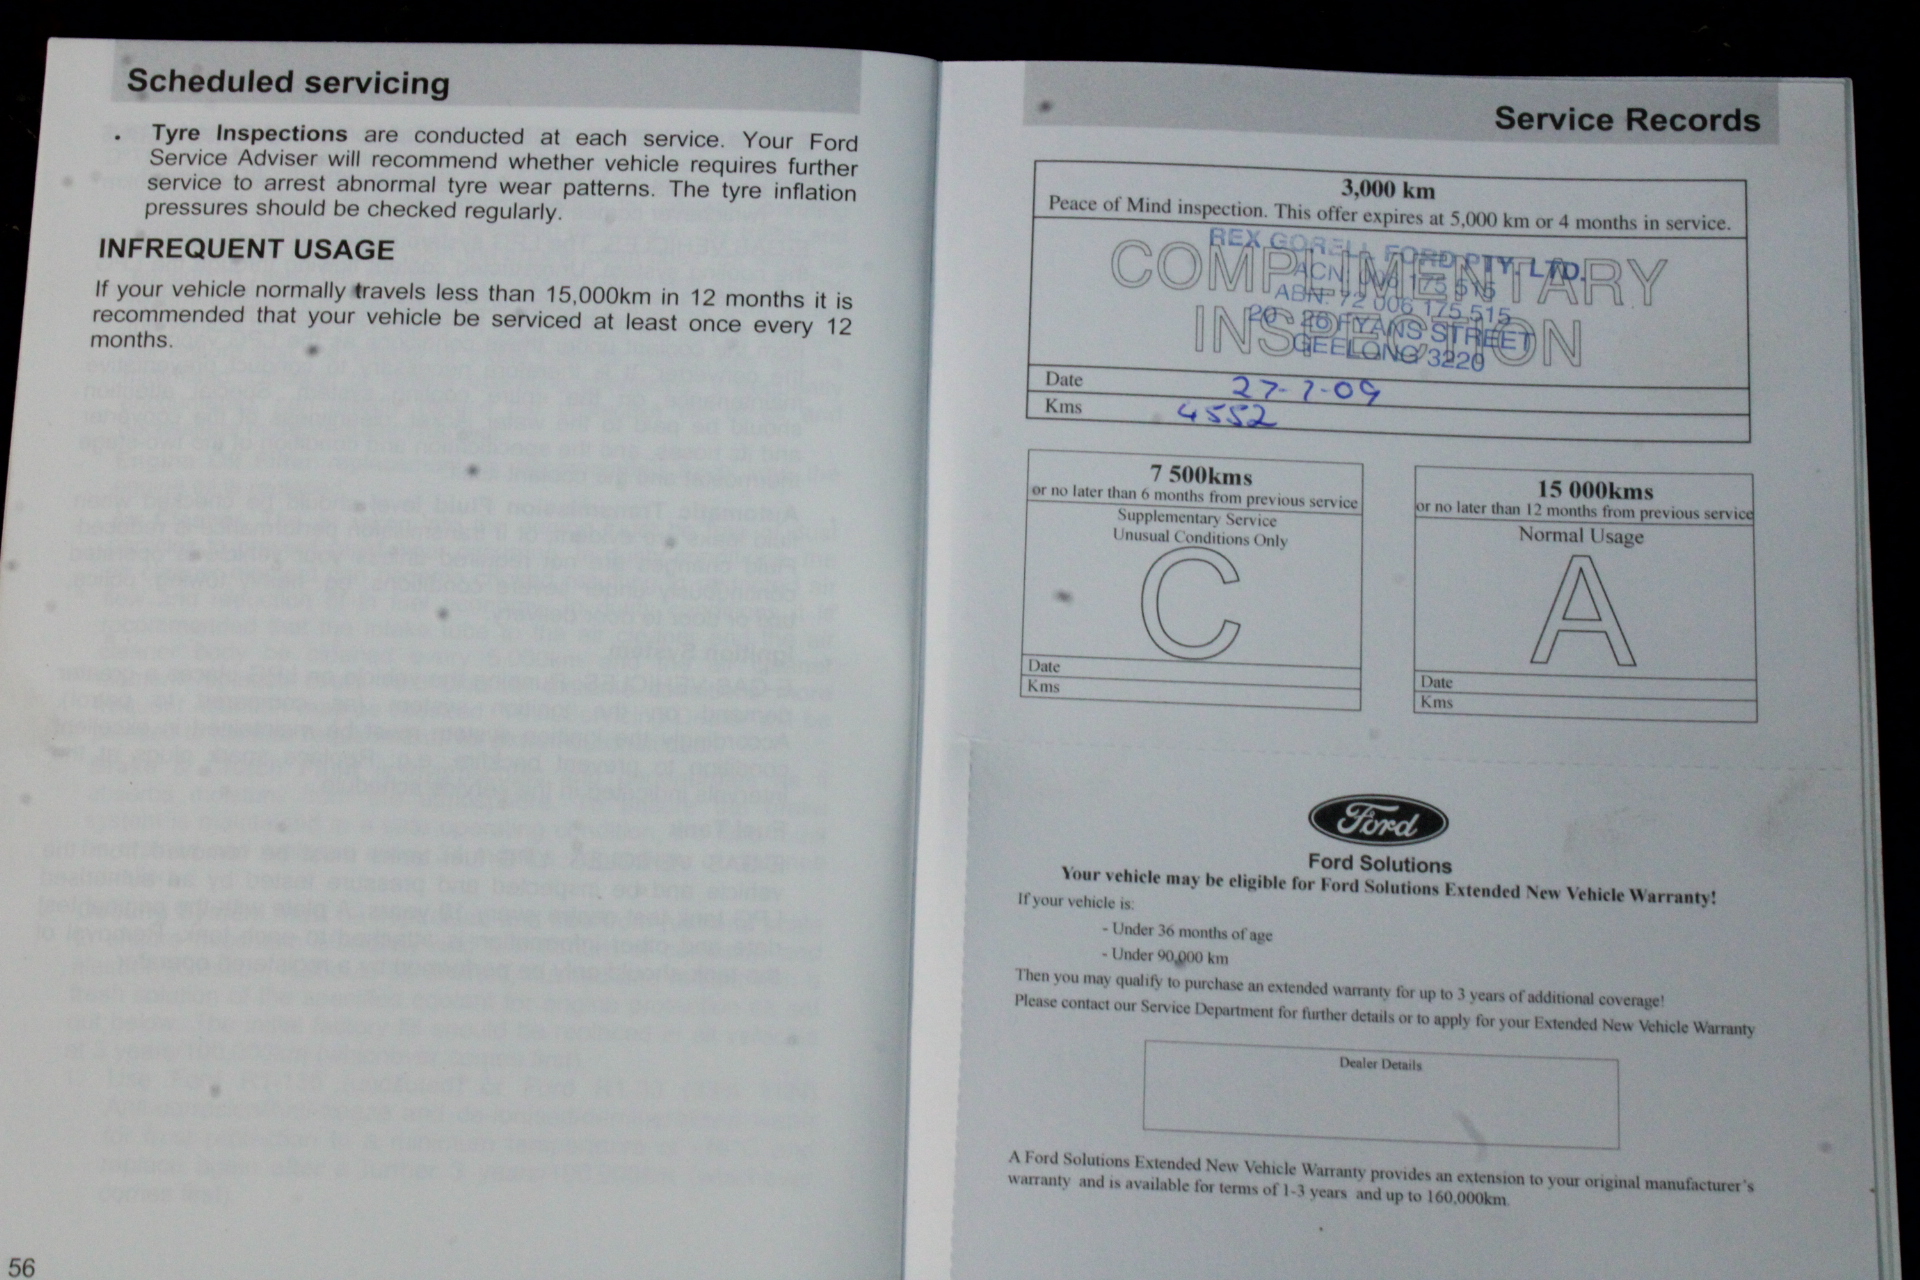 Scheduled servicing
. Tyre Inspections are conducted at each service. Your Ford
Service Adviser will recommend whether vehicle requires further
service to arrest abnormal tyre wear patterns. The tyre inflation
pressures should be checked regularly.
INFREQUENT USAGE
If your vehicle normally travels less than 15,000km in 12 months it is
recommended that your vehicle be serviced at least once every 12
months.
56
Service Records
3,000 km
Peace of Mind inspection. This offer expires at 5,000 km or 4 months in service.
COMPLIMENTARY
INSPECTION
REX GORELL FORD PTY. LTD.
ACN: 006 175 515
ABN: 72 006 175 515
20 - 26 FYANS STREET
GEELONG 3220
Date 27-7-09
Kms 4552
7 500kms
or no later than 6 months from previous service
Supplementary Service
Unusual Conditions Only
C
Date
Kms
15 000kms
or no later than 12 months from previous service
Normal Usage
A
Date
Kms
Ford
Ford Solutions
Your vehicle may be eligible for Ford Solutions Extended New Vehicle Warranty!
If your vehicle is:
- Under 36 months of age
- Under 90,000 km
Then you may qualify to purchase an extended warranty for up to 3 years of additional coverage!
Please contact our Service Department for further details or to apply for your Extended New Vehicle Warranty
Dealer Details
A Ford Solutions Extended New Vehicle Warranty provides an extension to your original manufacturer's
warranty and is available for terms of 1-3 years and up to 160,000km.